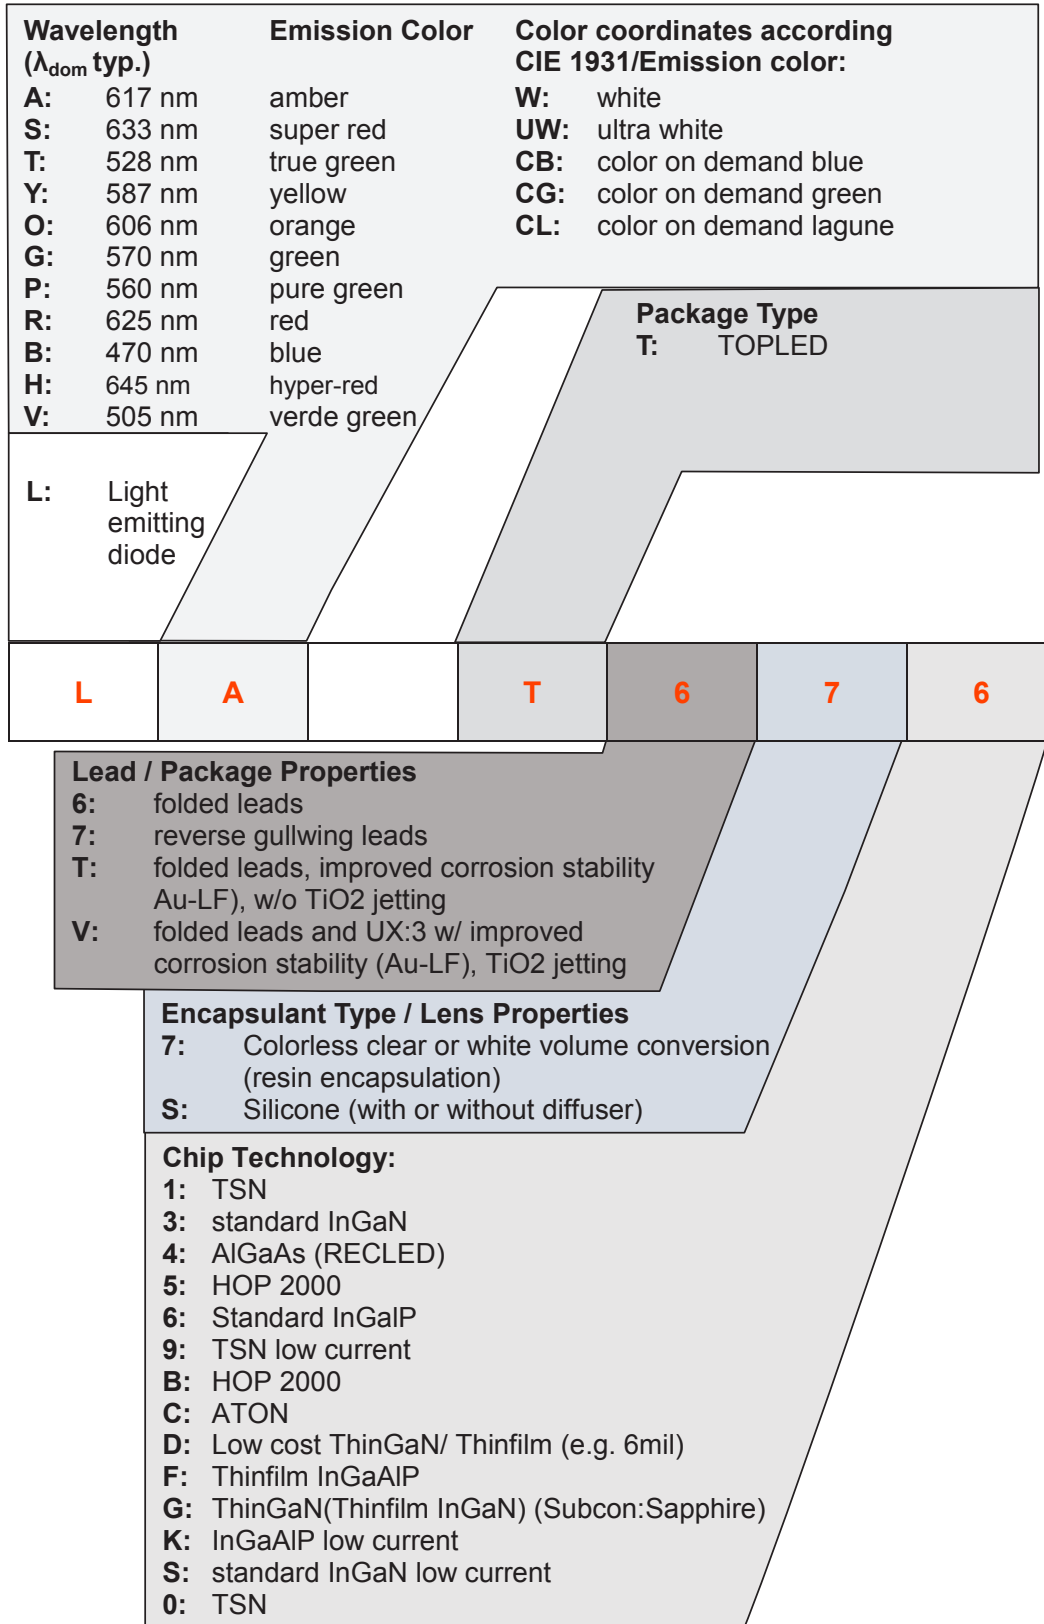 Wavelength Emission Color Color coordinates according
(λdom typ.) CIE 1931/Emission color:
A: 617 nm amber W: white
S: 633 nm super red UW: ultra white
T: 528 nm true green CB: color on demand blue
Y: 587 nm yellow CG: color on demand green
O: 606 nm orange CL: color on demand lagune
G: 570 nm green
P: 560 nm pure green
R: 625 nm red
B: 470 nm blue
H: 645 nm hyper-red
V: 505 nm verde green
Package Type
T: TOPLED
L: Light
emitting
diode
L A T 6 7 6
Lead / Package Properties
6: folded leads
7: reverse gullwing leads
T: folded leads, improved corrosion stability
Au-LF), w/o TiO2 jetting
V: folded leads and UX:3 w/ improved
corrosion stability (Au-LF), TiO2 jetting
Encapsulant Type / Lens Properties
7: Colorless clear or white volume conversion
(resin encapsulation)
S: Silicone (with or without diffuser)
Chip Technology:
1: TSN
3: standard InGaN
4: AlGaAs (RECLED)
5: HOP 2000
6: Standard InGalP
9: TSN low current
B: HOP 2000
C: ATON
D: Low cost ThinGaN/ Thinfilm (e.g. 6mil)
F: Thinfilm InGaAlP
G: ThinGaN(Thinfilm InGaN) (Subcon:Sapphire)
K: InGaAlP low current
S: standard InGaN low current
0: TSN